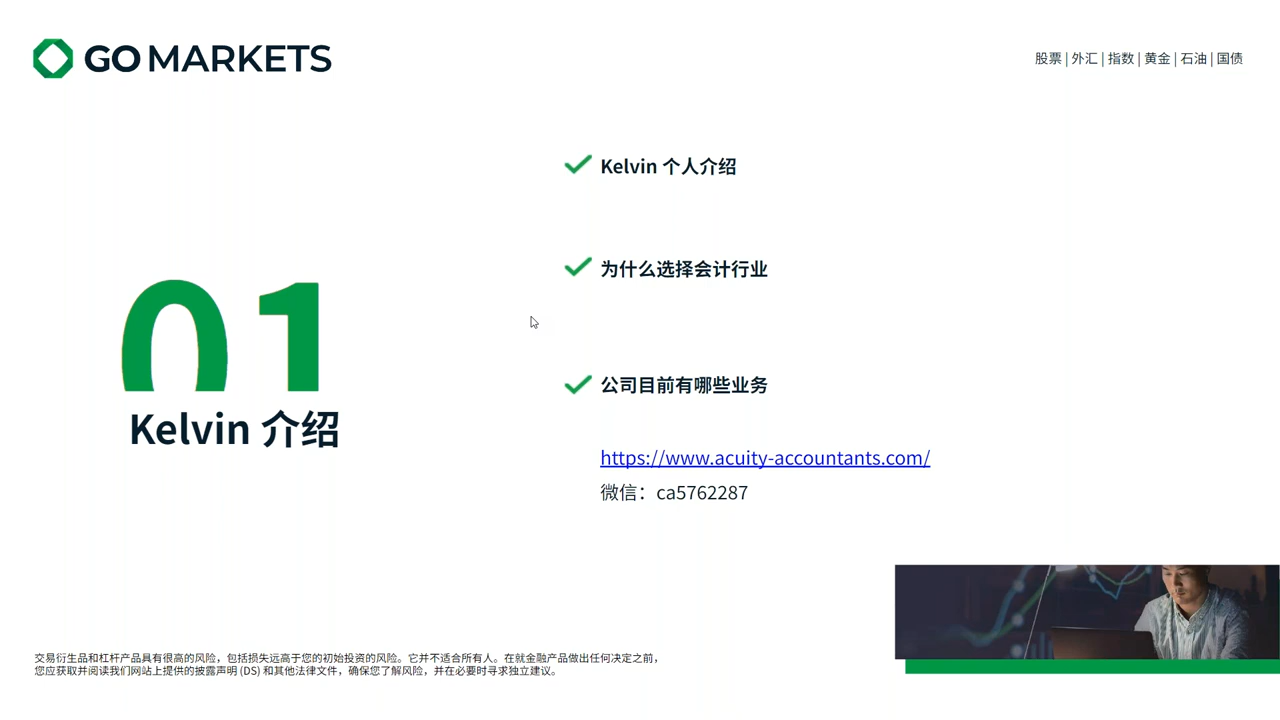 GO MARKETS
股票 | 外汇 | 指数 | 黄金 | 石油 | 国债
01
Kelvin 介绍
Kelvin 个人介绍
为什么选择会计行业
公司目前有哪些业务
https://www.acuity-accountants.com/
微信：ca5762287
交易衍生品和杠杆产品具有很高的风险，包括损失远高于您的初始投资的风险。它并不适合所有人。在就金融产品做出任何决定之前，
您应获取并阅读我们网站上提供的披露声明 (DS) 和其他法律文件，确保您了解风险，并在必要时寻求独立建议。